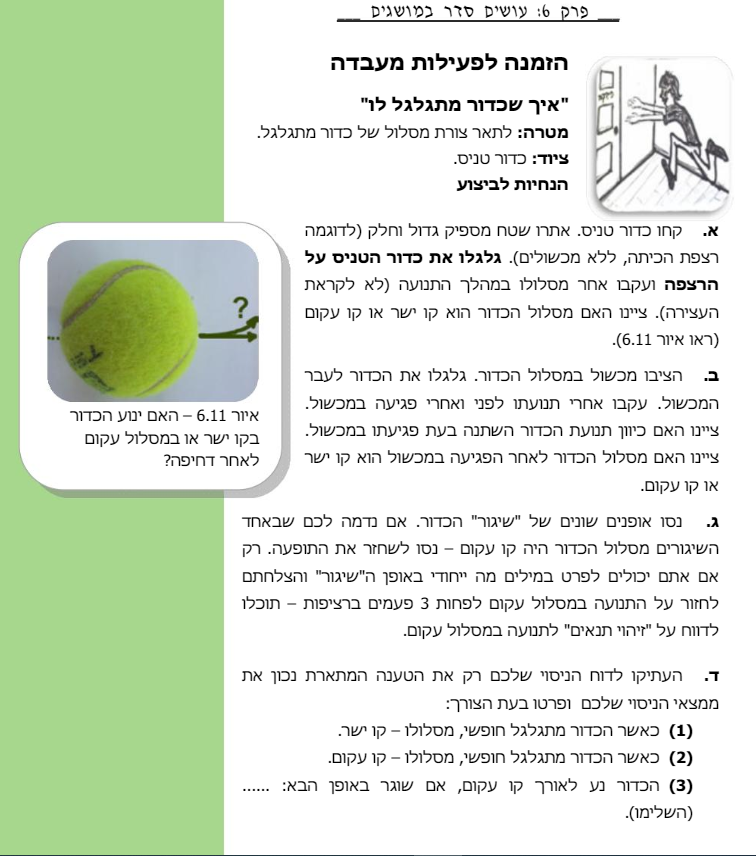 פרק 6: עושים סדר במושגים
הזמנה לפעילות מעבדה
"איך שכדור מתגלגל לו"
מטרה: לתאר צורת מסלול של כדור מתגלגל.
ציוד: כדור טניס.
הנחיות לביצוע
א. קחו כדור טניס. אתרו שטח מספיק גדול וחלק (לדוגמה
רצפת הכיתה, ללא מכשולים). גלגלו את כדור הטניס על
הרצפה ועקבו אחר מסלולו במהלך התנועה (לא לקראת
העצירה). ציינו האם מסלול הכדור הוא קו ישר או קו עקום
(ראו איור 6.11).
?
איור 6.11 – האם ינוע הכדור
בקו ישר או במסלול עקום
לאחר דחיפה?
ב. הציבו מכשול במסלול הכדור. גלגלו את הכדור לעבר
המכשול. עקבו אחרי תנועתו לפני ואחרי פגיעה במכשול.
ציינו האם כיוון תנועת הכדור השתנה בעת פגיעתו במכשול.
ציינו האם מסלול הכדור לאחר הפגיעה במכשול הוא קו ישר
או קו עקום.
ג. נסו אופנים שונים של "שיגור" הכדור. אם נדמה לכם שבאחד
השיגורים מסלול הכדור היה קו עקום – נסו לשחזר את התופעה. רק
אם אתם יכולים לפרט במילים מה ייחודי באופן ה"שיגור" והצלחתם
לחזור על התנועה במסלול עקום לפחות 3 פעמים ברציפות – תוכלו
לדווח על "זיהוי תנאים" לתנועה במסלול עקום.
ד. העתיקו לדוח הניסוי שלכם רק את הטענה המתארת נכון את
ממצאי הניסוי שלכם ופרטו בעת הצורך:
(1) כאשר הכדור מתגלגל חופשי, מסלולו – קו ישר.
(2) כאשר הכדור מתגלגל חופשי, מסלולו – קו עקום.
(3) הכדור נע לאורך קו עקום, אם שוגר באופן הבא: ......
(השלימו).